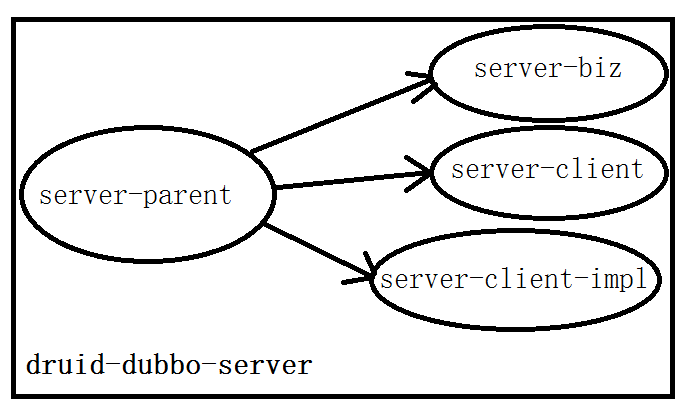 server-biz
server-client
server-parent
server-client-impl
druid-dubbo-server